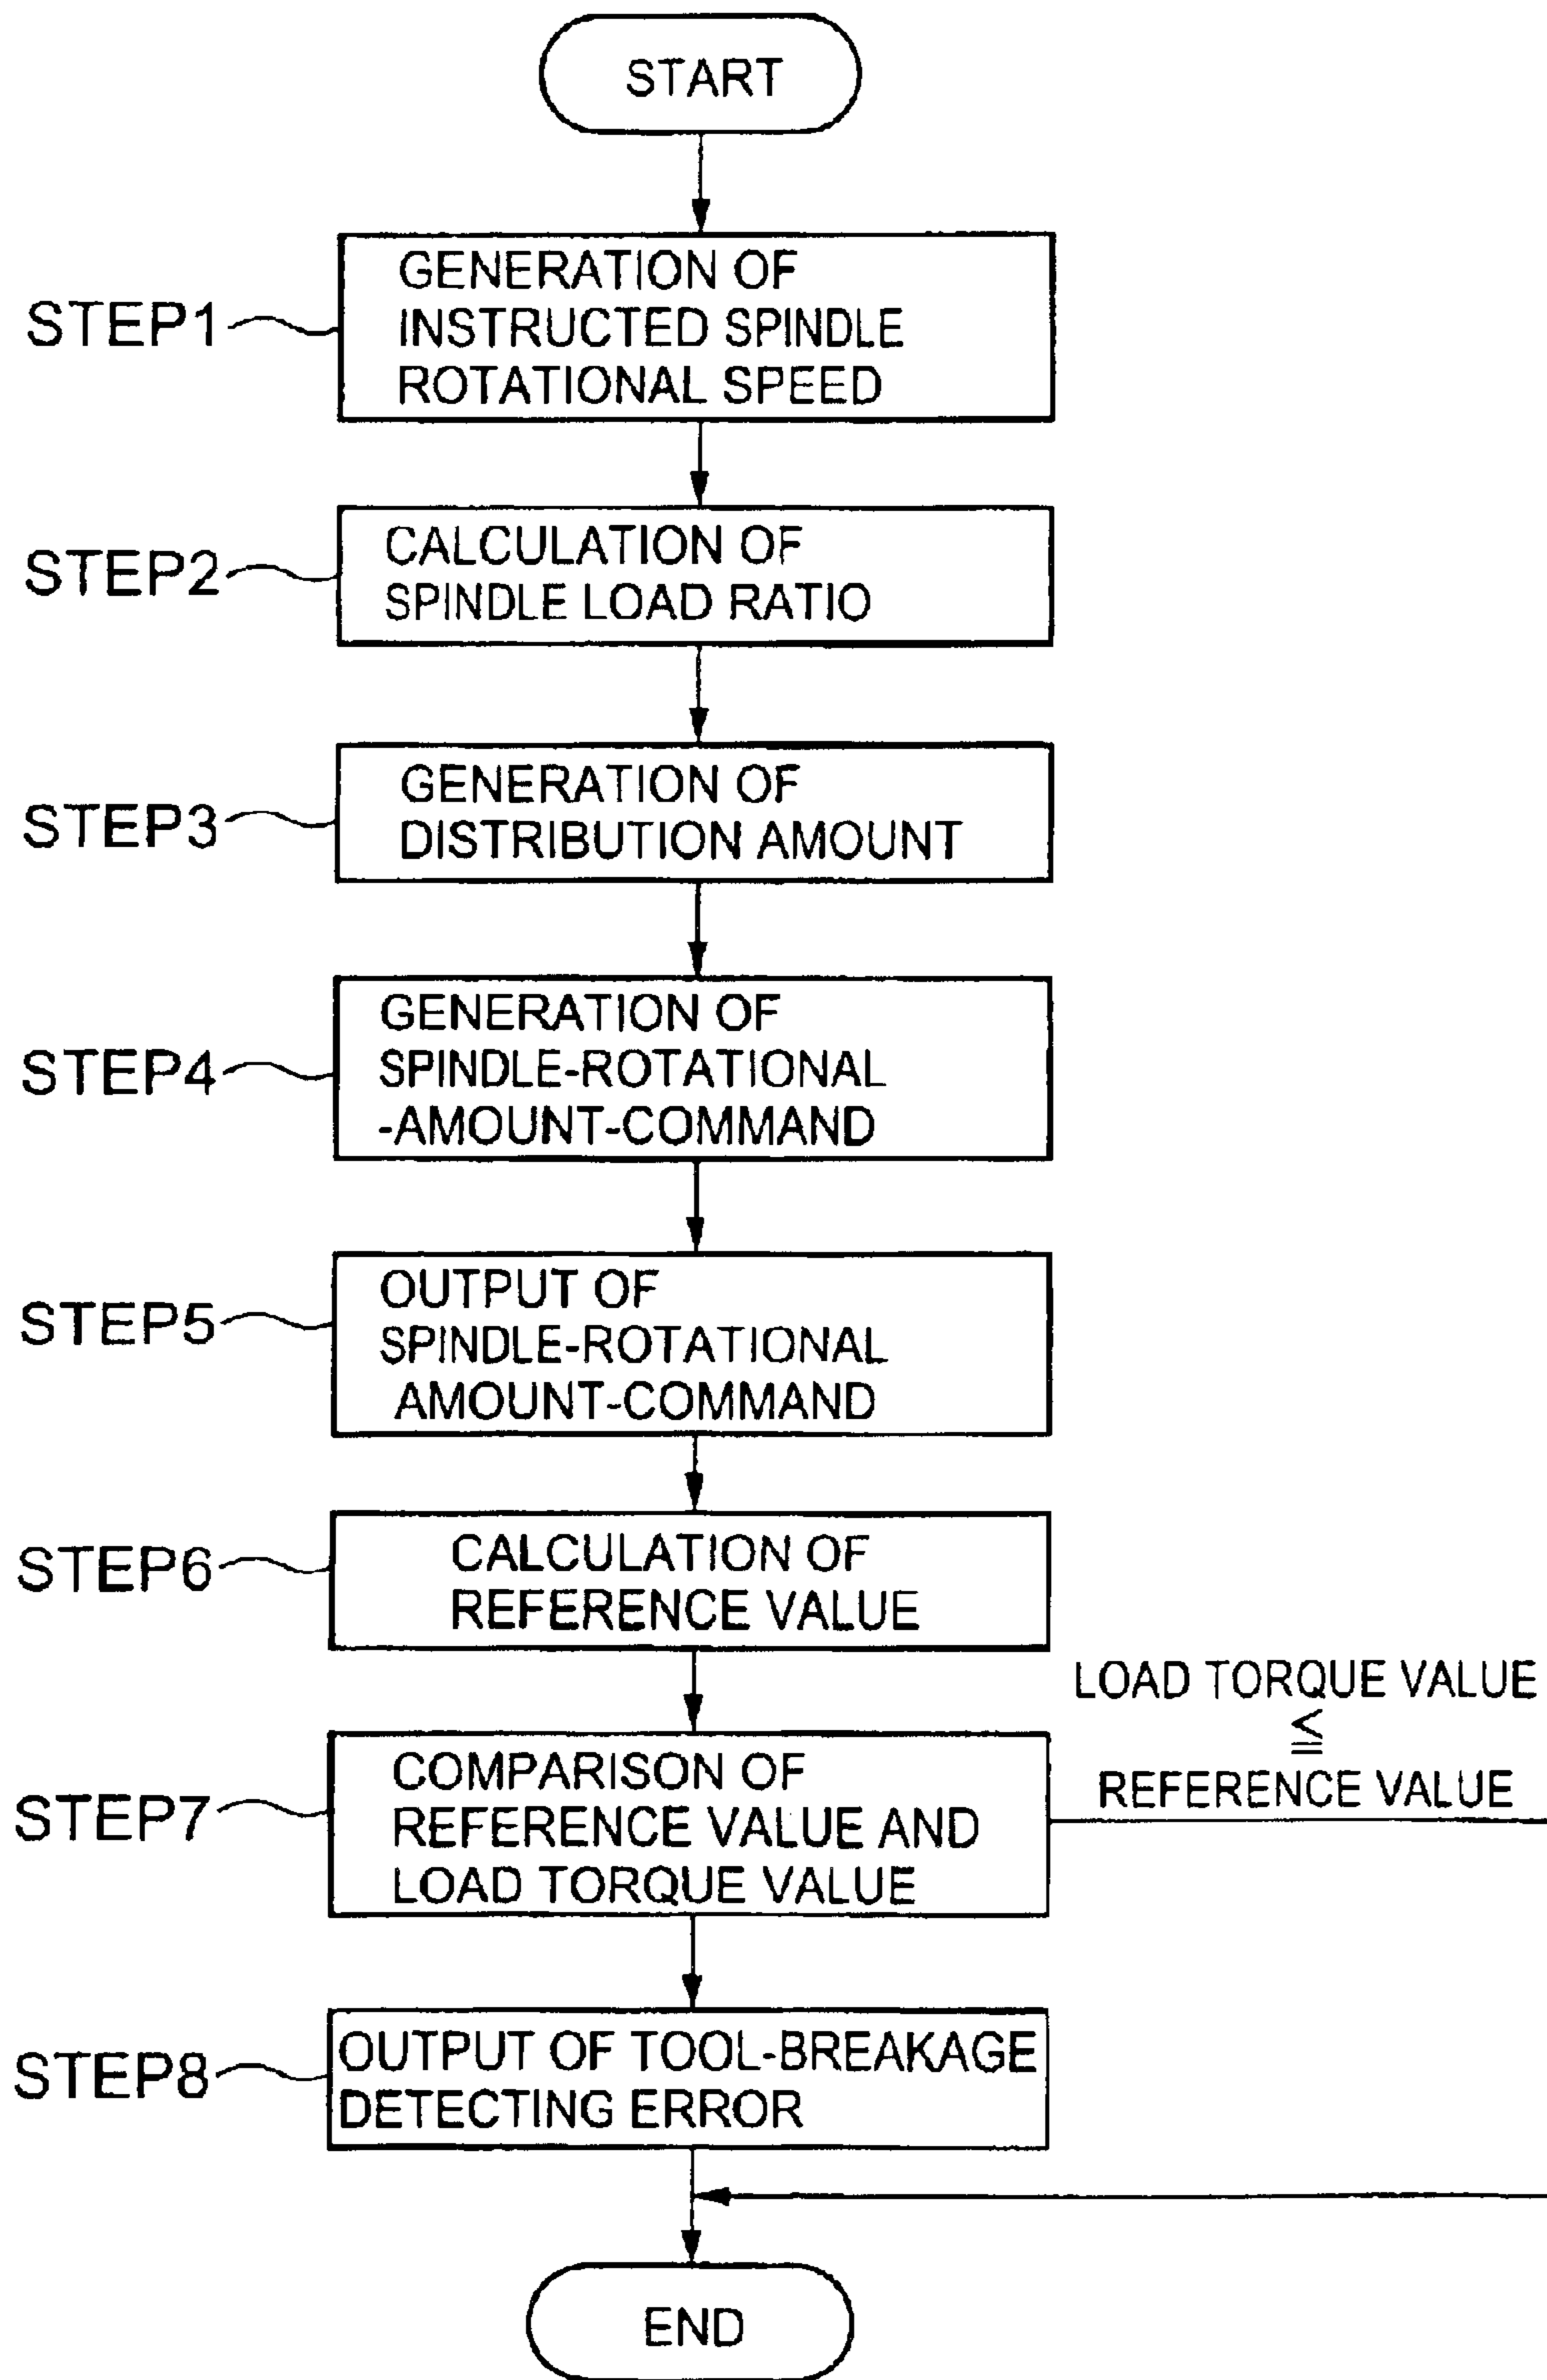 START
STEP1
GENERATION OF
INSTRUCTED SPINDLE
ROTATIONAL SPEED
STEP2
CALCULATION OF
SPINDLE LOAD RATIO
STEP3
GENERATION OF
DISTRIBUTION AMOUNT
STEP4
GENERATION OF
SPINDLE-ROTATIONAL
-AMOUNT-COMMAND
STEP5
OUTPUT OF
SPINDLE-ROTATIONAL
AMOUNT-COMMAND
STEP6
CALCULATION OF
REFERENCE VALUE
STEP7
COMPARISON OF
REFERENCE VALUE AND
LOAD TORQUE VALUE
LOAD TORQUE VALUE
≦
REFERENCE VALUE
STEP8
OUTPUT OF TOOL-BREAKAGE
DETECTING ERROR
END